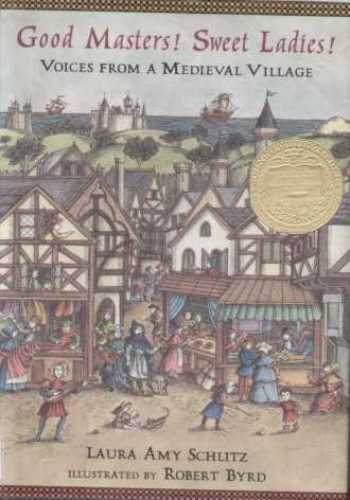 Good Masters! Sweet Ladies!
Voices from a Medieval Village
Laura Amy Schlitz
illustrated by Robert Byrd